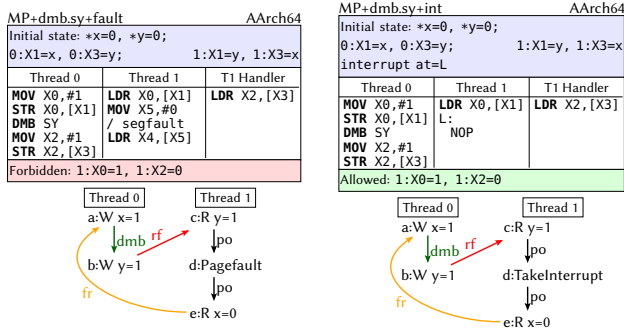 MP+dmb.sy+fault AArch64
Initial state: *x=0, *y=0;
0:X1=x, 0:X3=y; 1:X1=y, 1:X3=x
Thread 0 Thread 1 T1 Handler
MOV X0,#1 LDR X0,[X1] LDR X2,[X3]
STR X0,[X1] MOV X5,#0
DMB SY / segfault
MOV X2,#1 LDR X4,[X5]
STR X2,[X3]
Forbidden: 1:X0=1, 1:X2=0
Thread 0 Thread 1
a:W x=1 c:R y=1
dmb rf po
b:W y=1 d:Pagefault
fr po
e:R x=0
MP+dmb.sy+int AArch64
Initial state: *x=0, *y=0;
0:X1=x, 0:X3=y; 1:X1=y, 1:X3=x
interrupt at=L
Thread 0 Thread 1 T1 Handler
MOV X0,#1 LDR X0,[X1] LDR X2,[X3]
STR X0,[X1] L:
DMB SY NOP
MOV X2,#1
STR X2,[X3]
Allowed: 1:X0=1, 1:X2=0
Thread 0 Thread 1
a:W x=1 c:R y=1
dmb rf po
b:W y=1 d:TakeInterrupt
fr po
e:R x=0